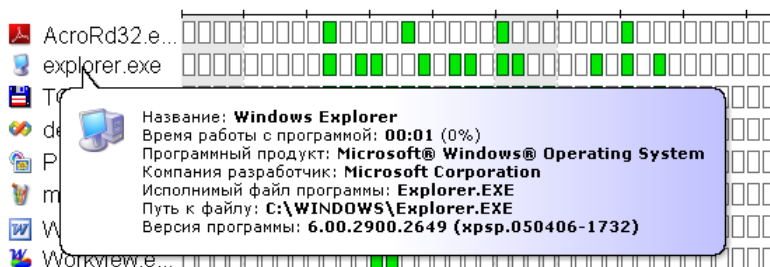 AcroRd32.e...
explorer.exe
Название: Windows Explorer
Время работы с программой: 00:01 (0%)
Программный продукт: Microsoft® Windows® Operating System
Компания разработчик: Microsoft Corporation
Исполнимый файл программы: Explorer.EXE
Путь к файлу: C:\WINDOWS\Explorer.EXE
Версия программы: 6.00.2900.2649 (xpsp.050406-1732)
Workview.e...